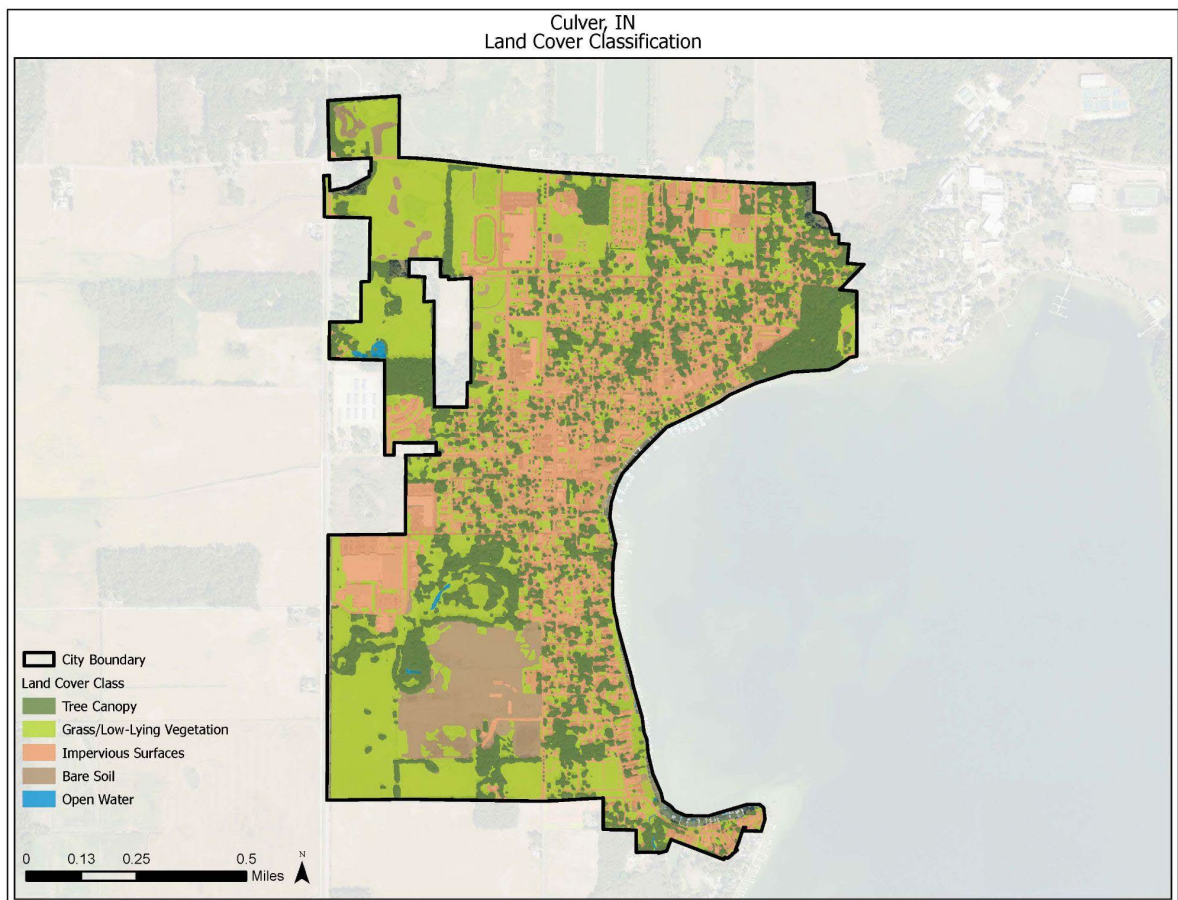 Culver, IN
Land Cover Classification
City Boundary
Land Cover Class
Tree Canopy
Grass/Low-Lying Vegetation
Impervious Surfaces
Bare Soil
Open Water
0 0.13 0.25 0.5
Miles
N